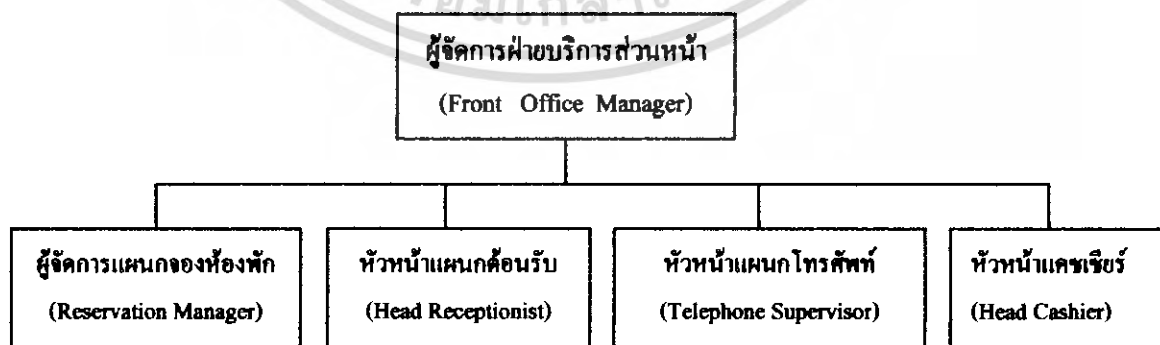 ผู้จัดการฝ่ายบริการส่วนหน้า
(Front Office Manager)
ผู้จัดการแผนกจองห้องพัก
(Reservation Manager)
หัวหน้าแผนกต้อนรับ
(Head Receptionist)
หัวหน้าแผนกโทรศัพท์
(Telephone Supervisor)
หัวหน้าแคชเชียร์
(Head Cashier)